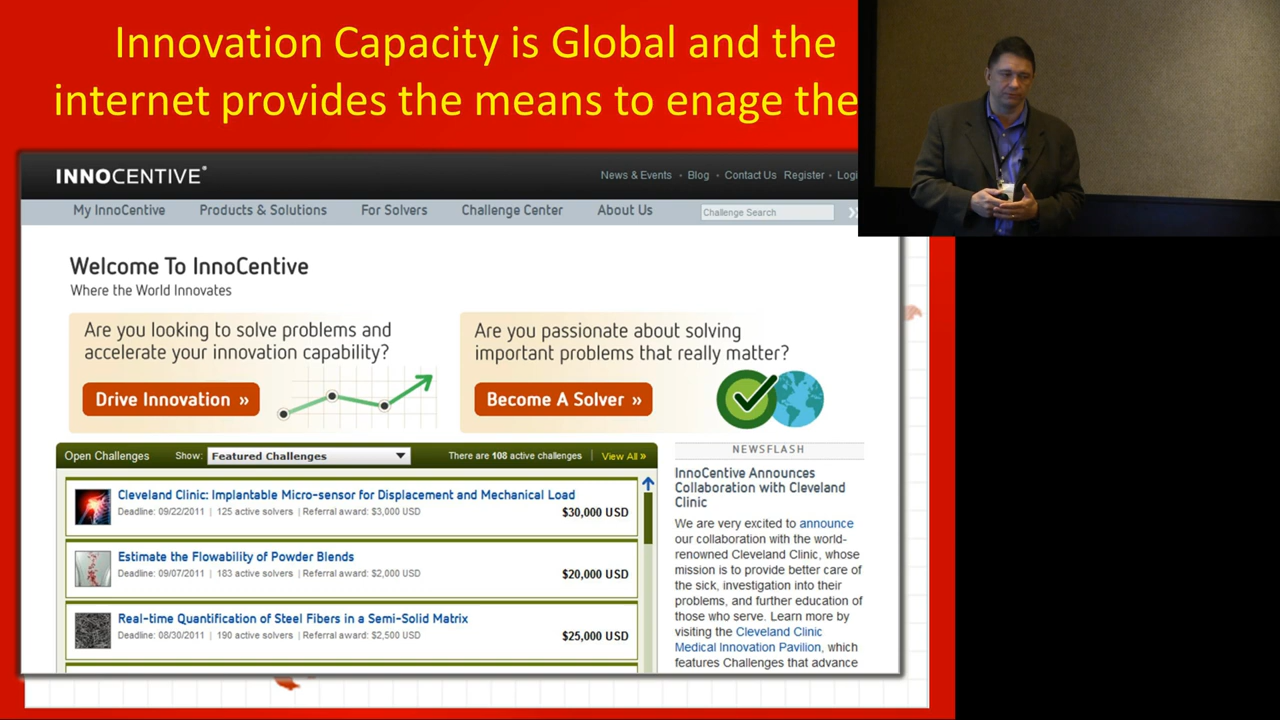 Innovation Capacity is Global and the
internet provides the means to enage the
INNOCENTIVE®
News & Events • Blog • Contact Us Register • Logi
My InnoCentive Products & Solutions For Solvers Challenge Center About Us Challenge Search »
Welcome To InnoCentive
Where the World Innovates
Are you looking to solve problems and
accelerate your innovation capability?
Drive Innovation »
Are you passionate about solving
important problems that really matter?
Become A Solver »
Open Challenges Show: Featured Challenges There are 108 active challenges | View All »
Cleveland Clinic: Implantable Micro-sensor for Displacement and Mechanical Load
Deadline: 09/22/2011 | 125 active solvers | Referral award: $3,000 USD $30,000 USD
Estimate the Flowability of Powder Blends
Deadline: 09/07/2011 | 183 active solvers | Referral award: $2,000 USD $20,000 USD
Real-time Quantification of Steel Fibers in a Semi-Solid Matrix
Deadline: 08/30/2011 | 190 active solvers | Referral award: $2,500 USD $25,000 USD
NEWSFLASH
InnoCentive Announces
Collaboration with Cleveland
Clinic
We are very excited to announce
our collaboration with the world-
renowned Cleveland Clinic, whose
mission is to provide better care of
the sick, investigation into their
problems, and further education of
those who serve. Learn more by
visiting the Cleveland Clinic
Medical Innovation Pavilion, which
features Challenges that advance